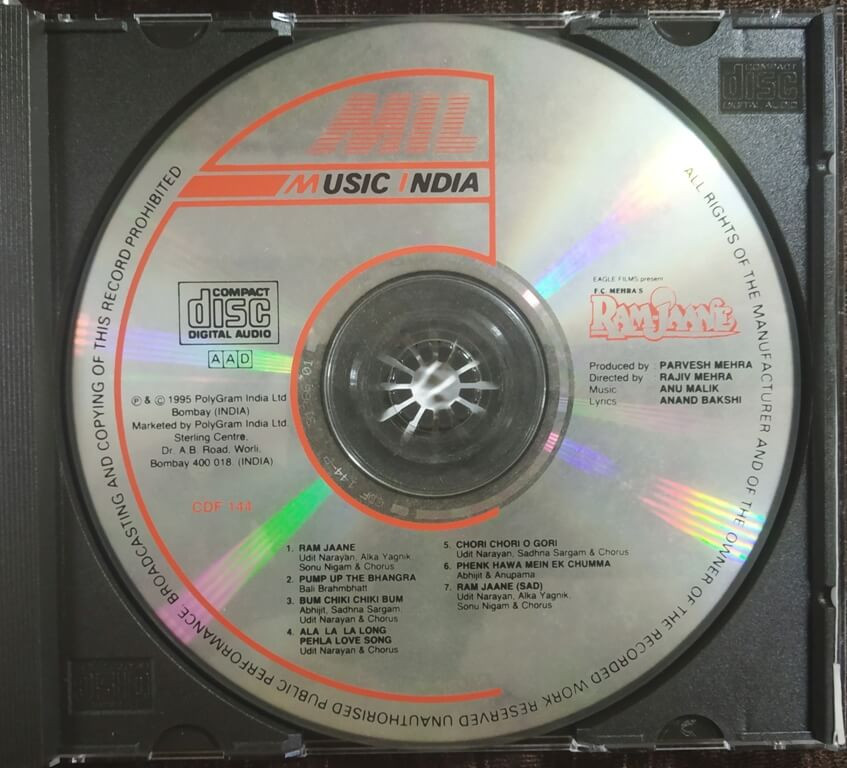 COMPACT
disc
DIGITAL AUDIO
MIL
MUSIC INDIA
BROADCASTING AND COPYING OF THIS RECORD PROHIBITED
ALL RIGHTS OF THE MANUFACTURER AND OF THE OWNER OF THE RECORDED WORK RESERVED UNAUTHORISED PUBLIC PERFORMANCE
COMPACT
disc
DIGITAL AUDIO
AAD
℗ & © 1995 PolyGram India Ltd
Bombay (INDIA)
Marketed by PolyGram India Ltd.
Sterling Centre,
Dr. A.B. Road, Worli,
Bombay 400 018. (INDIA)
CDF 144
EAGLE FILMS present
F.C. MEHRA'S
RAM JAANE
Produced by : PARVESH MEHRA
Directed by : RAJIV MEHRA
Music : ANU MALIK
Lyrics : ANAND BAKSHI
1. RAM JAANE
Udit Narayan, Alka Yagnik
Sonu Nigam & Chorus
2. PUMP UP THE BHANGRA
Bali Brahmbhatt
3. BUM CHIKI CHIKI BUM
Abhijit, Sadhna Sargam,
Udit Narayan & Chorus
4. ALA LA LA LONG
PEHLA LOVE SONG
Udit Narayan & Chorus
5. CHORI CHORI O GORI
Udit Narayan, Sadhna Sargam & Chorus
6. PHENK HAWA MEIN EK CHUMMA
Abhijit & Anupama
7. RAM JAANE (SAD)
Udit Narayan, Alka Yagnik,
Sonu Nigam & Chorus